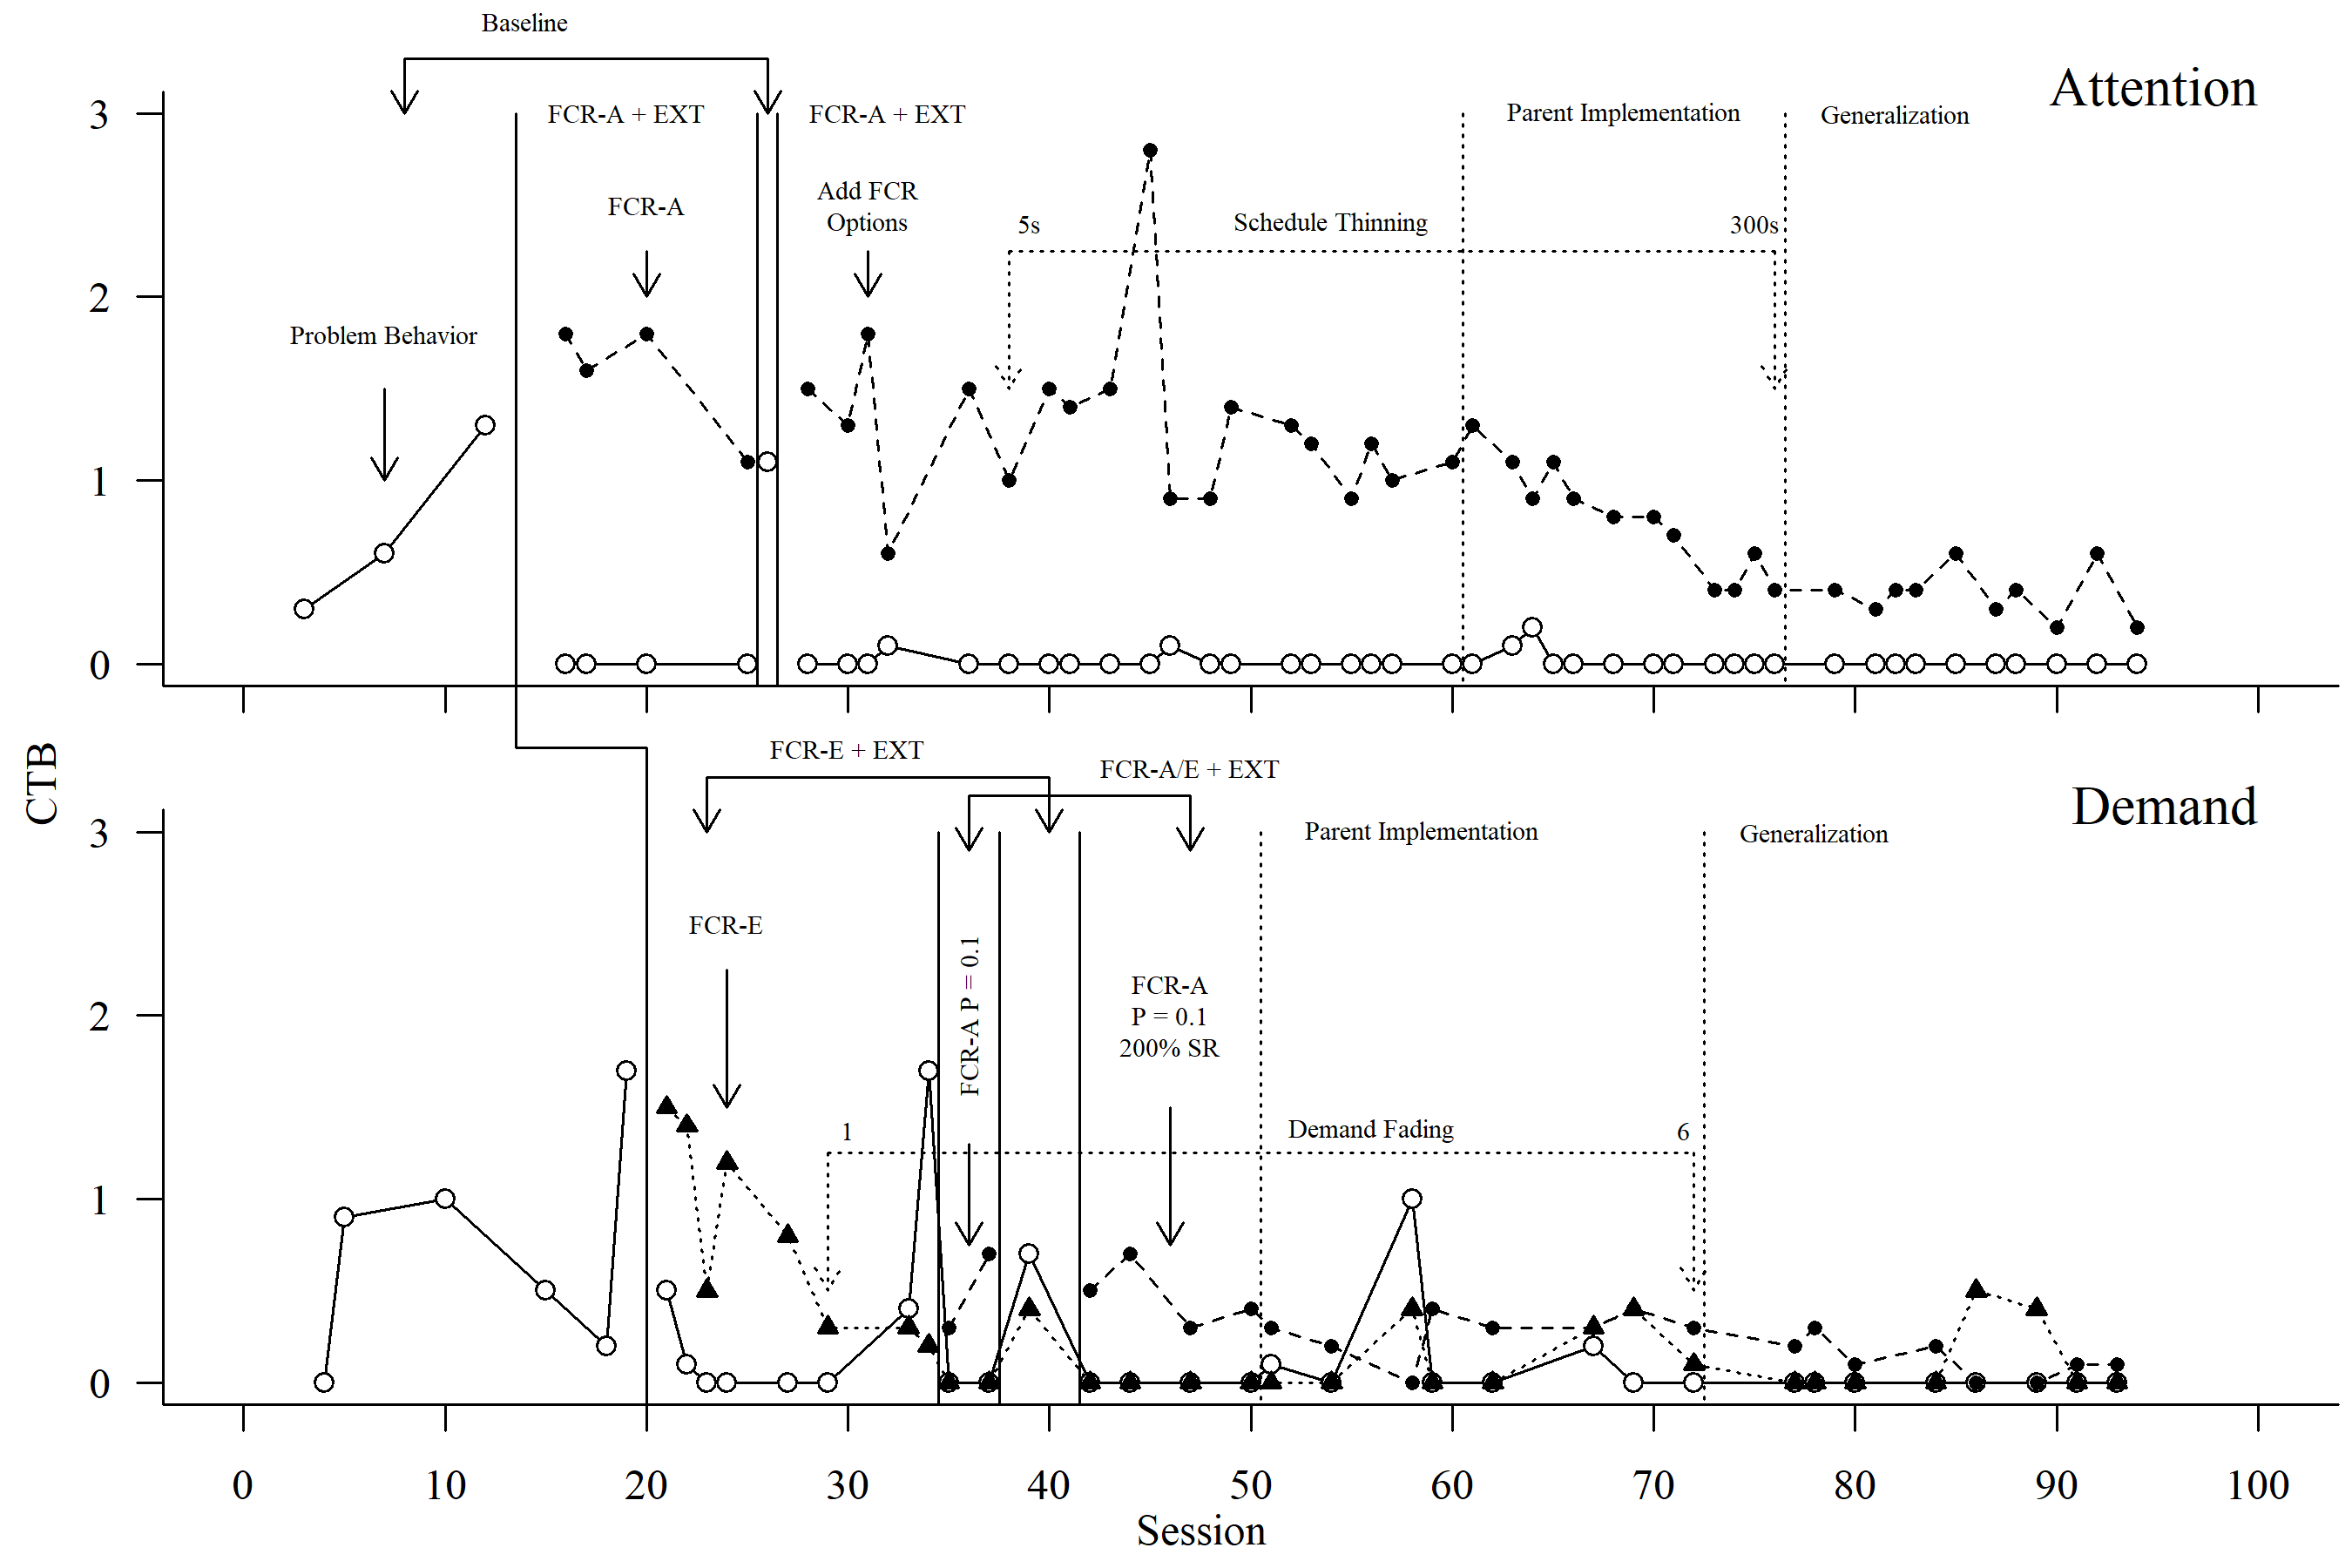 Baseline
Attention
3
FCR-A + EXT
FCR-A + EXT
Parent Implementation
Generalization
Add FCR
Options
FCR-A
5s
Schedule Thinning
300s
2
Problem Behavior
1
0
CTB
FCR-E + EXT
FCR-A/E + EXT
Demand
3
Parent Implementation
Generalization
FCR-E
FCR-A P = 0.1
FCR-A
P = 0.1
200% SR
2
1
Demand Fading
6
1
0
0 10 20 30 40 50 60 70 80 90 100
Session